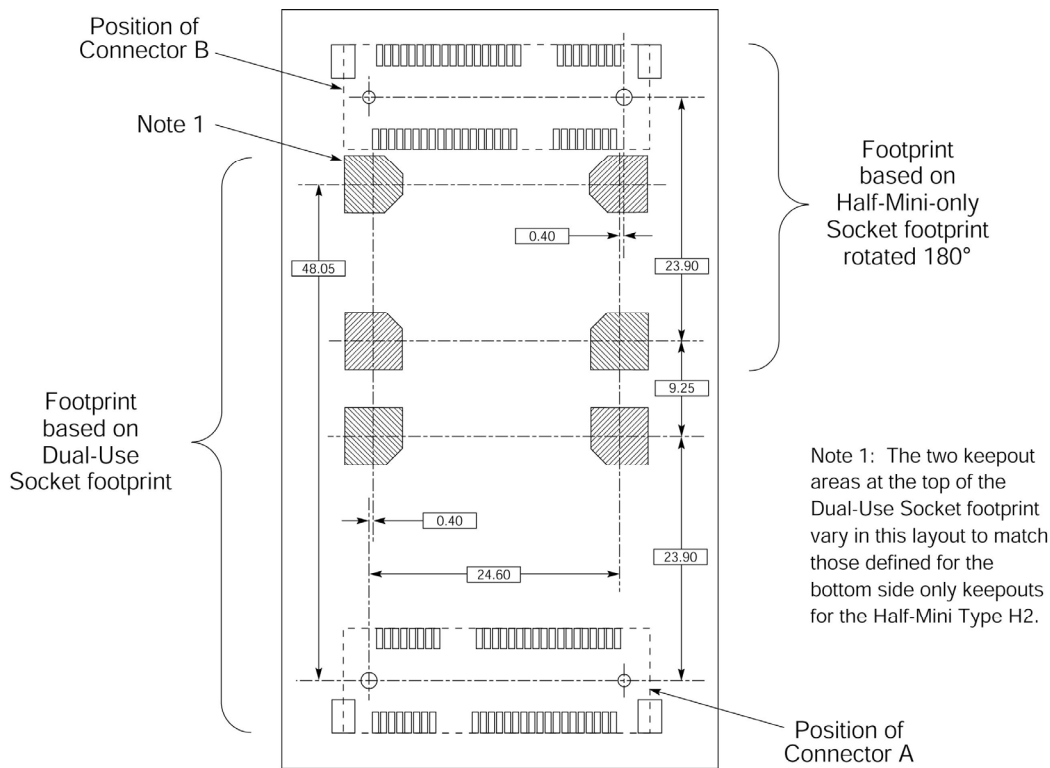 Position of
Connector B
Note 1
Footprint
based on
Half-Mini-only
Socket footprint
rotated 180°
0.40
48.05
23.90
9.25
Footprint
based on
Dual-Use
Socket footprint
Note 1: The two keepout
areas at the top of the
Dual-Use Socket footprint
vary in this layout to match
those defined for the
bottom side only keepouts
for the Half-Mini Type H2.
0.40
23.90
24.60
Position of
Connector A